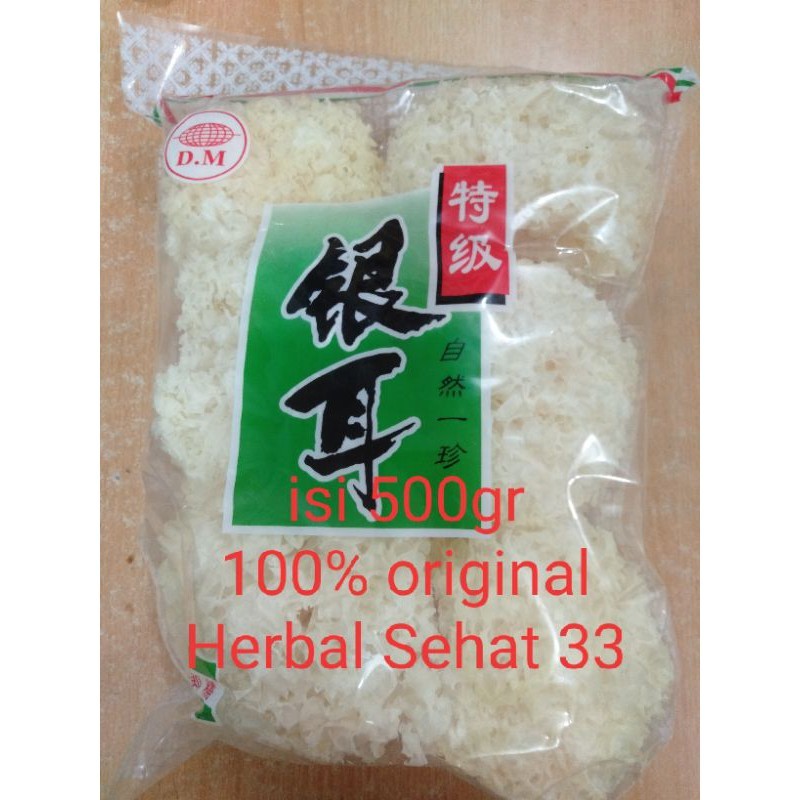 D.M
特级
银耳
自然一珍
isi 500gr
100% original
Herbal Sehat 33